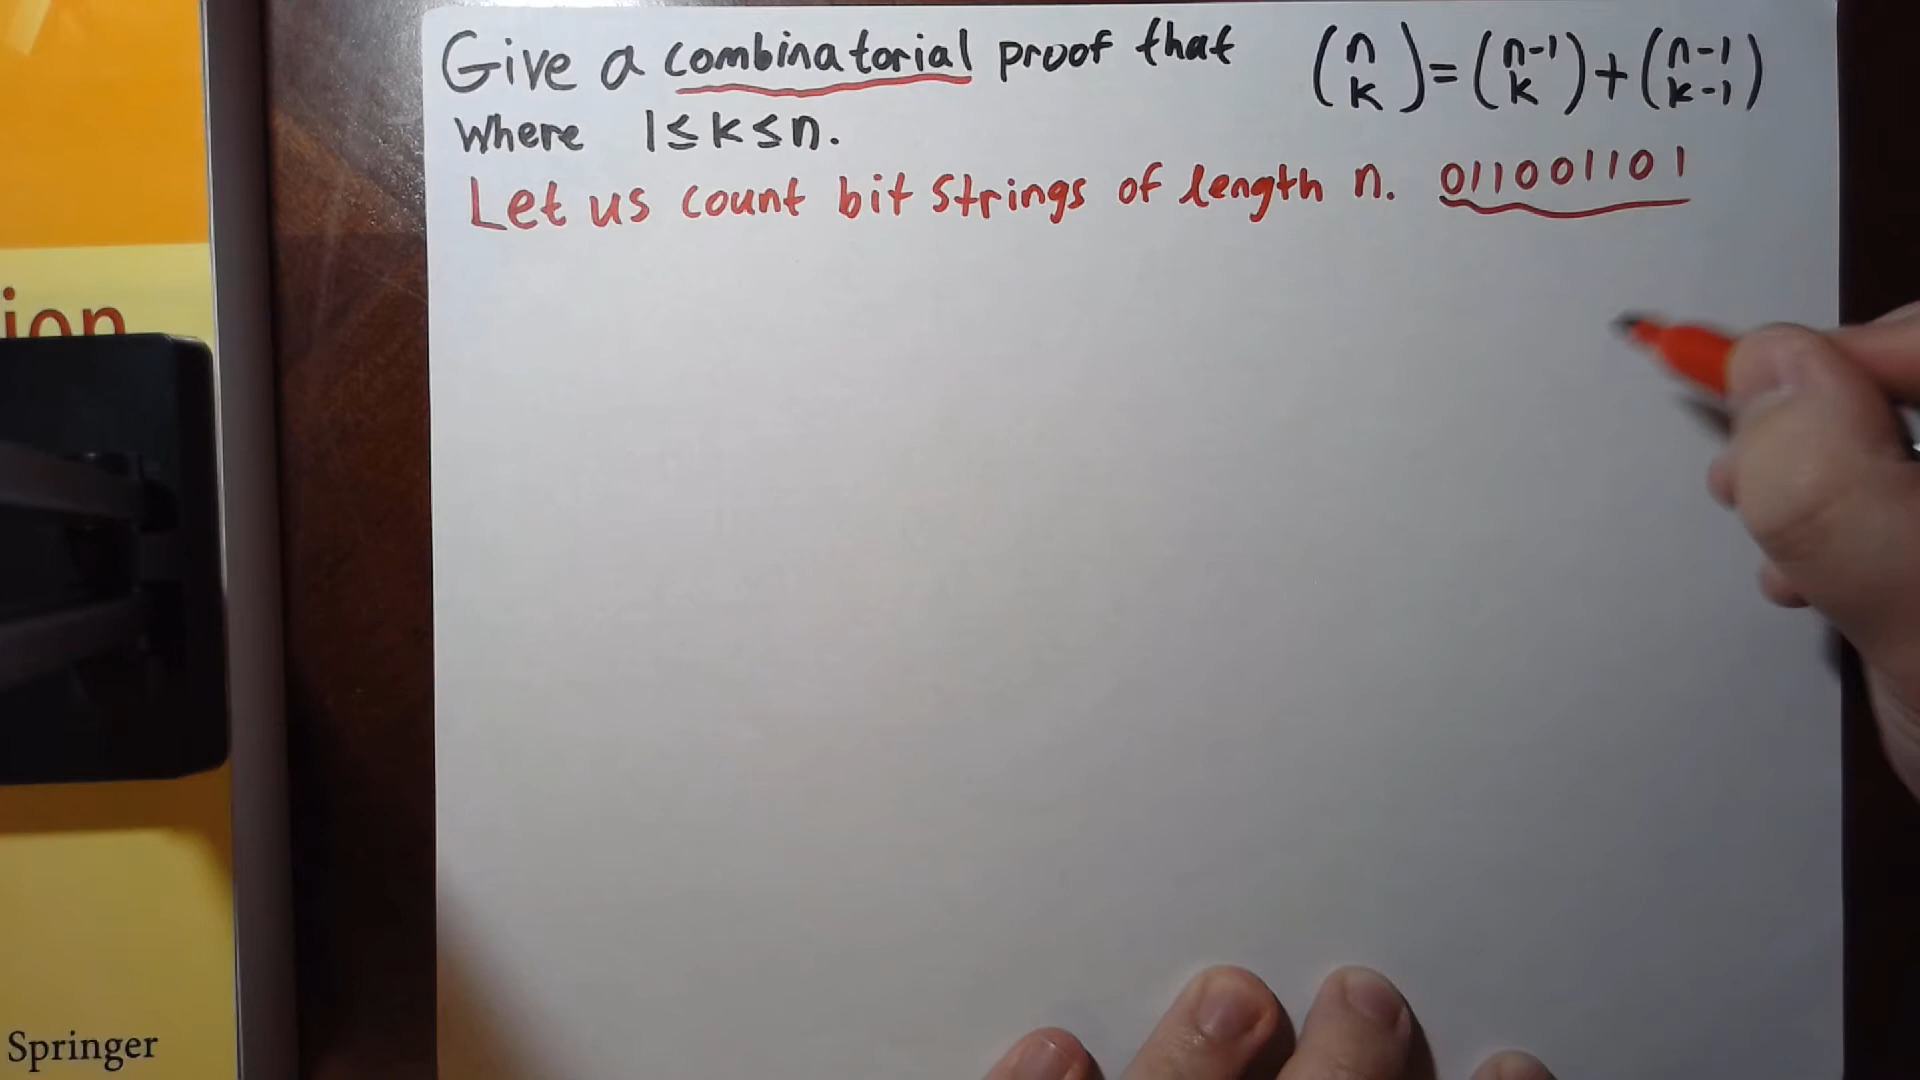 Give a combinatorial proof that (n k) = (n-1 k) + (n-1 k-1)
where 1 ≤ k ≤ n.
Let us count bit strings of length n. 011001101
ion
Springer